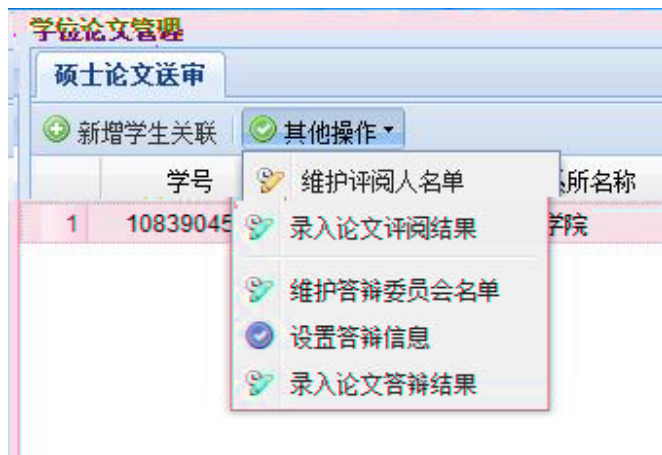 学位论文管理
硕士论文送审
新增学生关联 其他操作
学号 维护评阅人名单 所名称
1 10839045 录入论文评阅结果 学院
维护答辩委员会名单
设置答辩信息
录入论文答辩结果